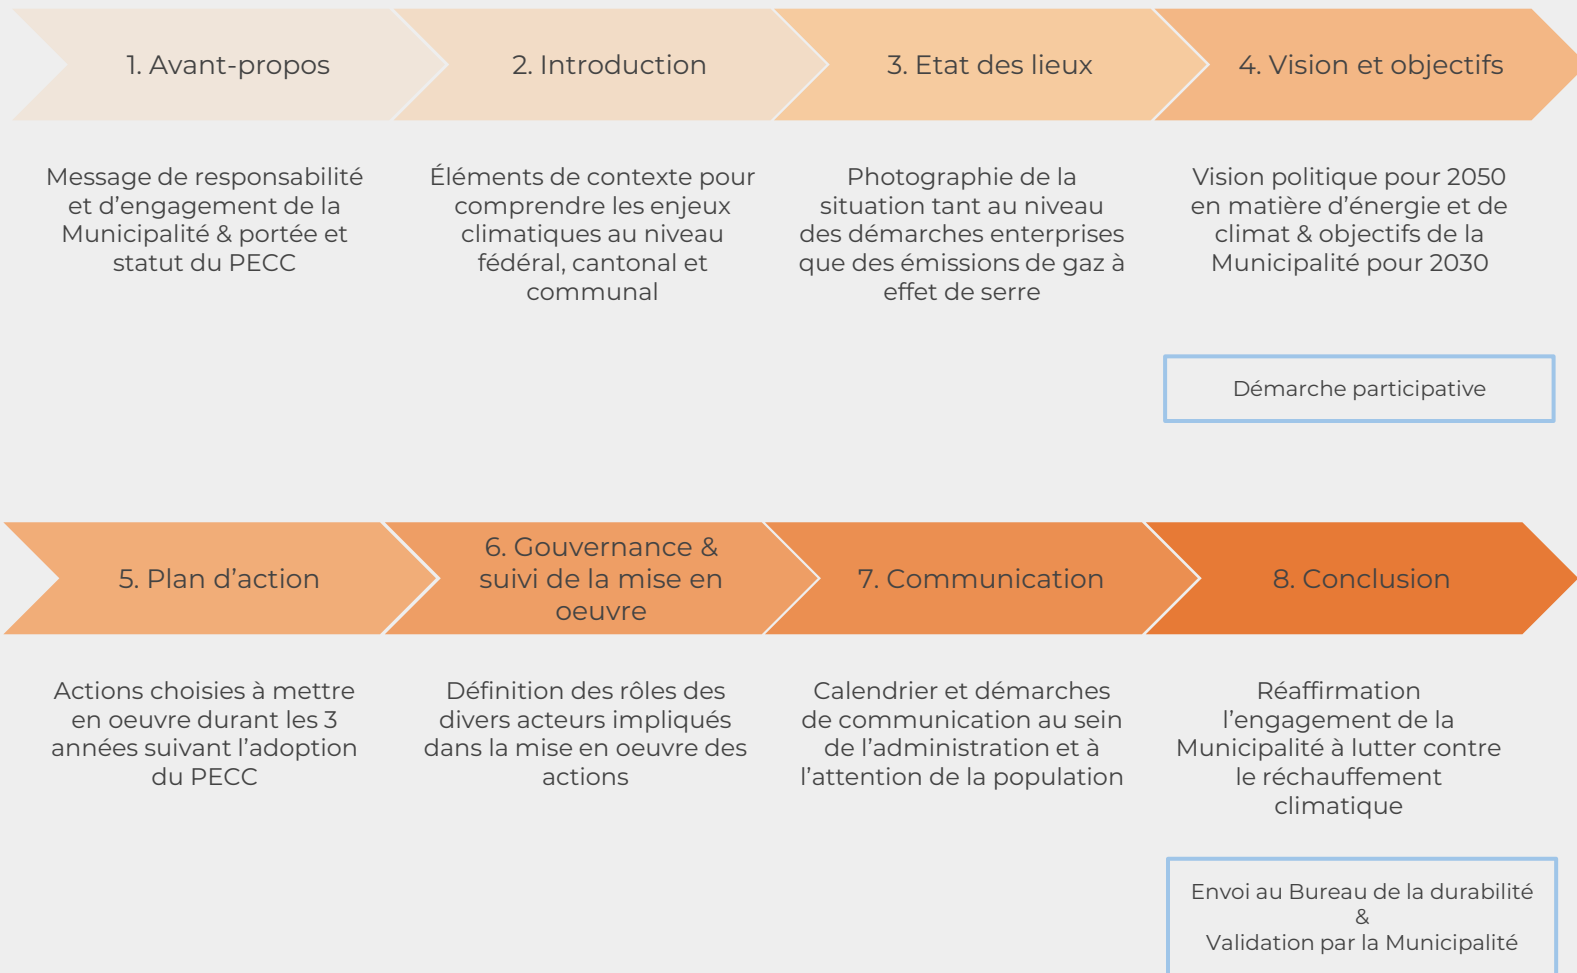 1. Avant-propos
2. Introduction
3. Etat des lieux
4. Vision et objectifs
Message de responsabilité
et d’engagement de la
Municipalité & portée et
statut du PECC
Éléments de contexte pour
comprendre les enjeux
climatiques au niveau
fédéral, cantonal et
communal
Photographie de la
situation tant au niveau
des démarches enterprises
que des émissions de gaz à
effet de serre
Vision politique pour 2050
en matière d’énergie et de
climat & objectifs de la
Municipalité pour 2030
Démarche participative
5. Plan d’action
6. Gouvernance &
suivi de la mise en
oeuvre
7. Communication
8. Conclusion
Actions choisies à mettre
en oeuvre durant les 3
années suivant l’adoption
du PECC
Définition des rôles des
divers acteurs impliqués
dans la mise en oeuvre des
actions
Calendrier et démarches
de communication au sein
de l’administration et à
l’attention de la population
Réaffirmation
l’engagement de la
Municipalité à lutter contre
le réchauffement
climatique
Envoi au Bureau de la durabilité
&
Validation par la Municipalité